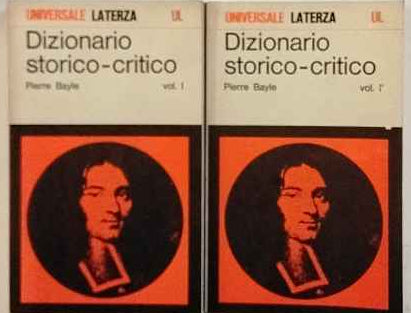 UNIVERSALE LATERZA UL
Dizionario
storico-critico
Pierre Bayle vol. I
UNIVERSALE LATERZA UL
Dizionario
storico-critico
Pierre Bayle vol.